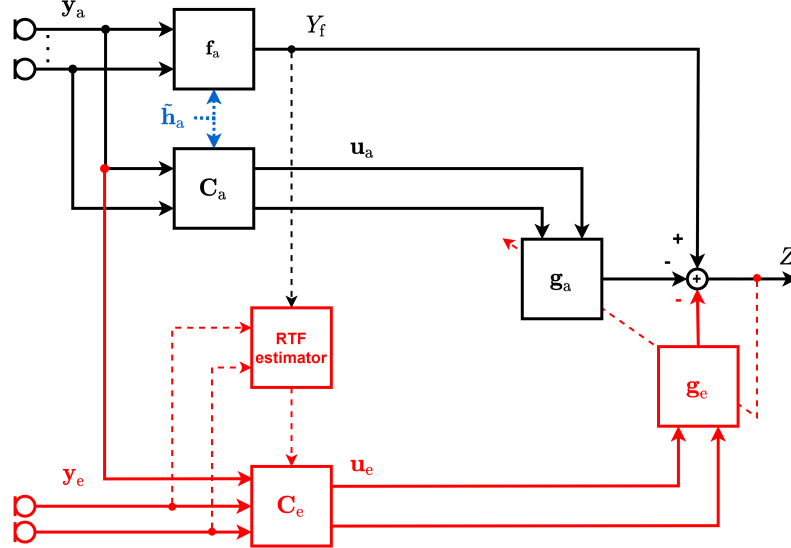 y_a
f_a
Y_f
h̃_a
C_a
u_a
+
-
g_a
+
Z
-
RTF
estimator
g_e
y_e
u_e
C_e